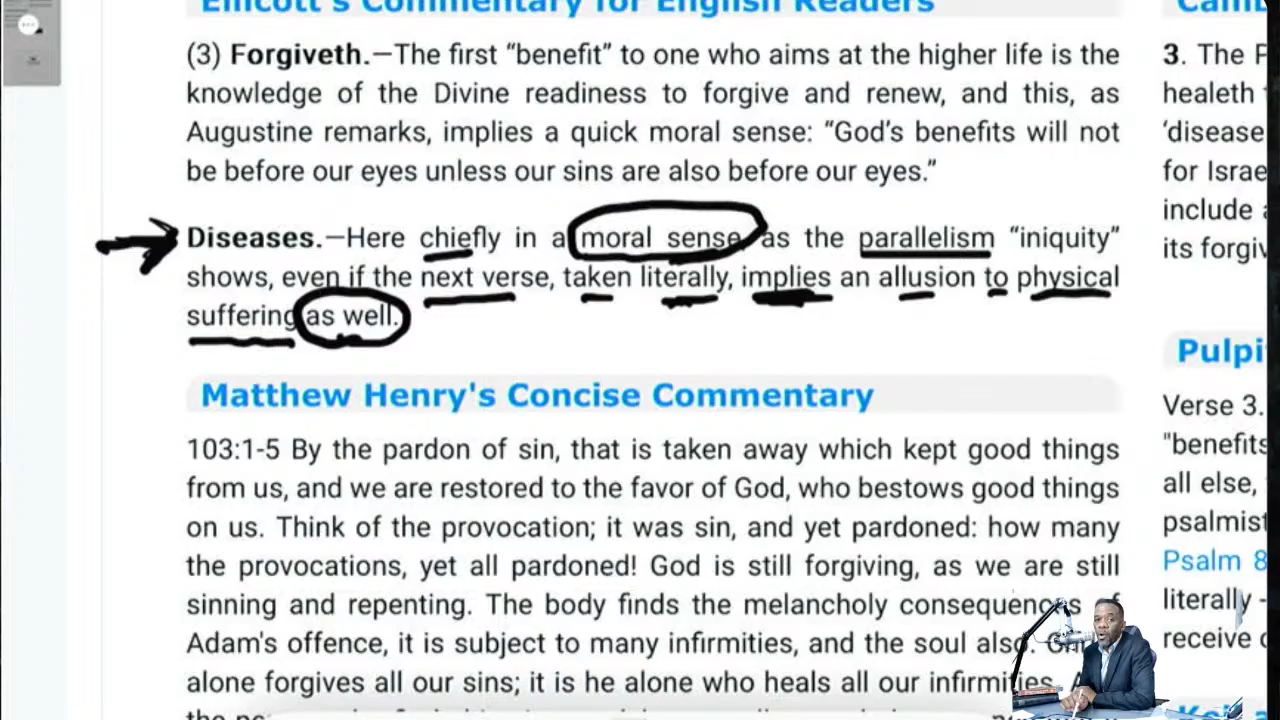 Ellicott's Commentary for English Readers
(3) Forgiveth.—The first “benefit” to one who aims at the higher life is the
knowledge of the Divine readiness to forgive and renew, and this, as
Augustine remarks, implies a quick moral sense: “God’s benefits will not
be before our eyes unless our sins are also before our eyes.”
Diseases.—Here chiefly in a moral sense, as the parallelism “iniquity”
shows, even if the next verse, taken literally, implies an allusion to physical
suffering as well.
Matthew Henry's Concise Commentary
103:1-5 By the pardon of sin, that is taken away which kept good things
from us, and we are restored to the favor of God, who bestows good things
on us. Think of the provocation; it was sin, and yet pardoned: how many
the provocations, yet all pardoned! God is still forgiving, as we are still
sinning and repenting. The body finds the melancholy consequences of
Adam's offence, it is subject to many infirmities, and the soul also.
alone forgives all our sins; it is he alone who heals all our infirmities.
3. The P
healeth
‘disease
for Israe
include
its forgiv
Pulpi
Verse 3.
"benefits
all else,
psalmist
Psalm 8
literally -
receive